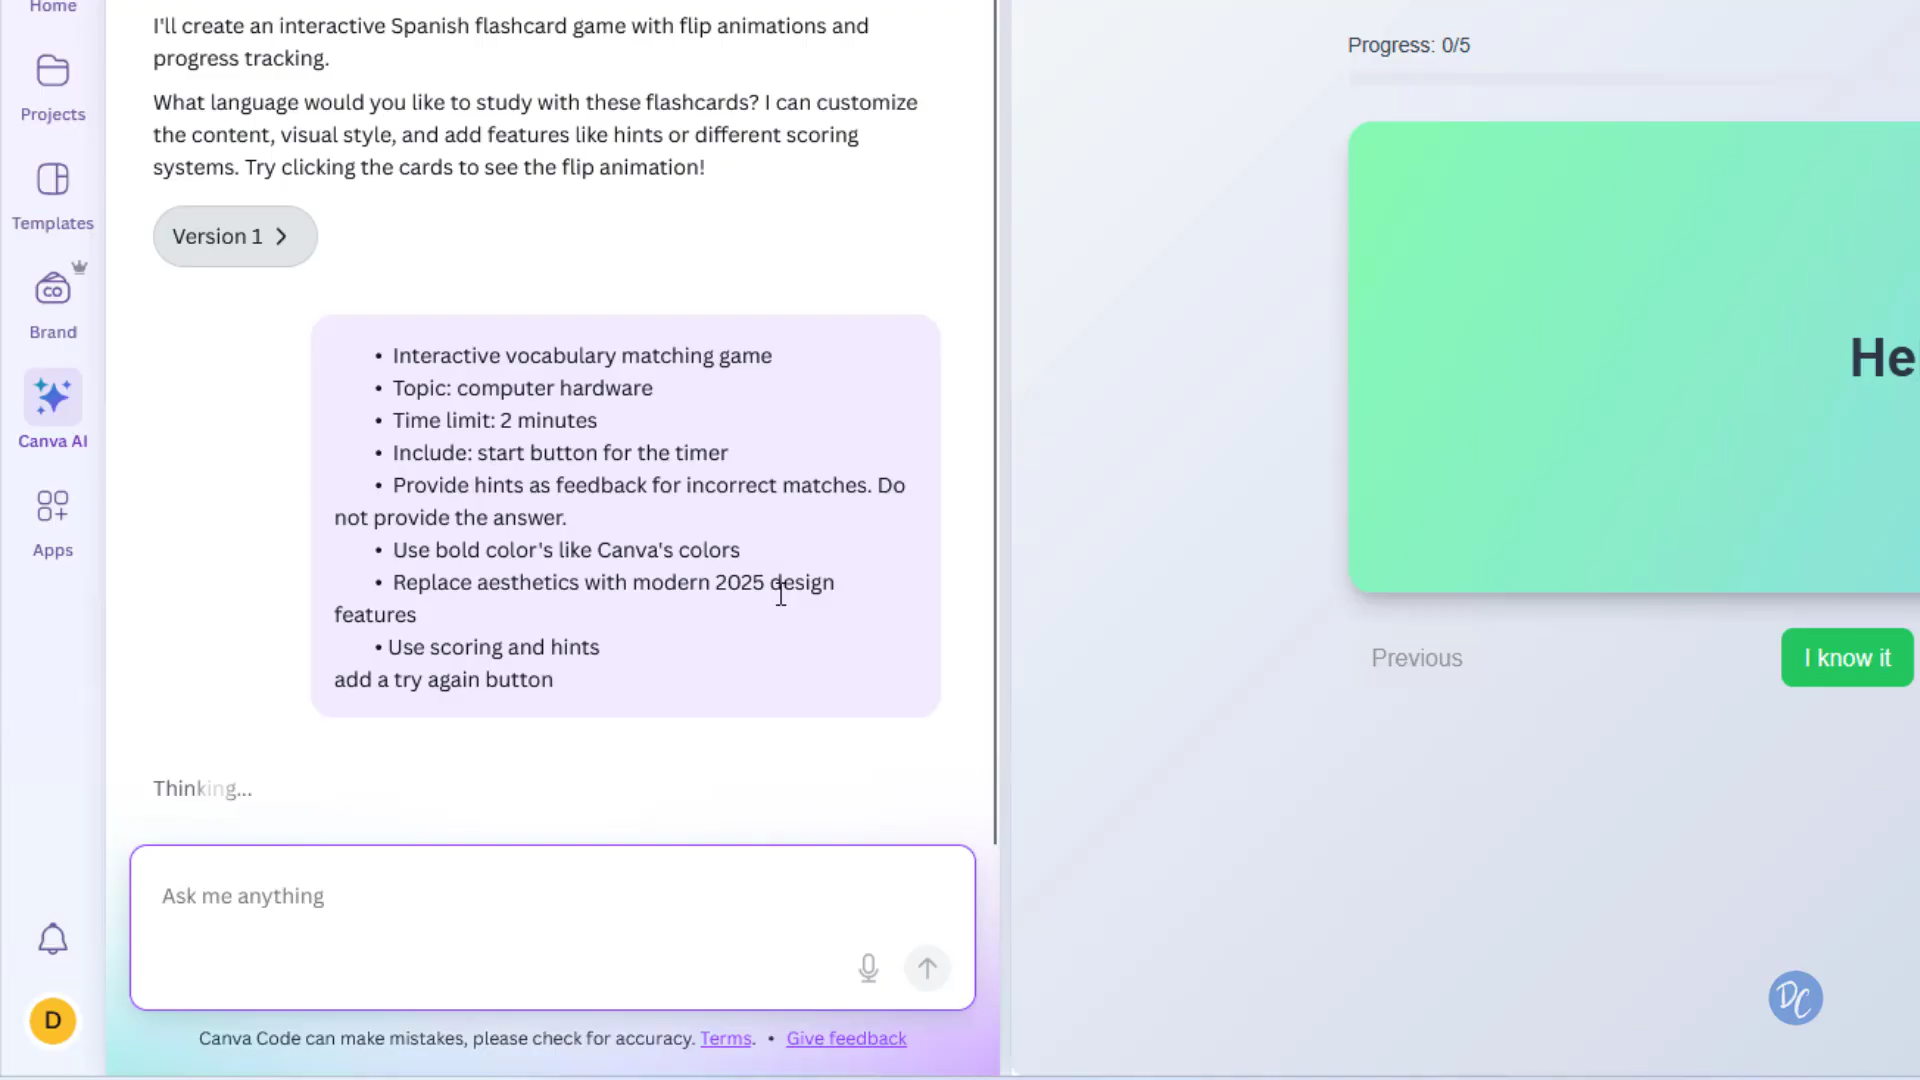 Home
Projects
Templates
CO
Brand
Canva AI
Apps
D
I'll create an interactive Spanish flashcard game with flip animations and
progress tracking.
What language would you like to study with these flashcards? I can customize
the content, visual style, and add features like hints or different scoring
systems. Try clicking the cards to see the flip animation!
Version 1
• Interactive vocabulary matching game
• Topic: computer hardware
• Time limit: 2 minutes
• Include: start button for the timer
• Provide hints as feedback for incorrect matches. Do
not provide the answer.
• Use bold color's like Canva's colors
• Replace aesthetics with modern 2025 design
features
• Use scoring and hints
add a try again button
Thinking...
Ask me anything
Canva Code can make mistakes, please check for accuracy. Terms. • Give feedback
Progress: 0/5
He
Previous
I know it
DC